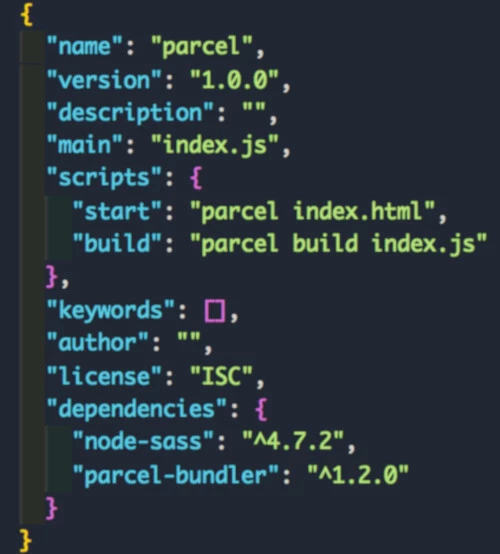 {
  "name": "parcel",
  "version": "1.0.0",
  "description": "",
  "main": "index.js",
  "scripts": {
    "start": "parcel index.html",
    "build": "parcel build index.js"
  },
  "keywords": [],
  "author": "",
  "license": "ISC",
  "dependencies": {
    "node-sass": "^4.7.2",
    "parcel-bundler": "^1.2.0"
  }
}